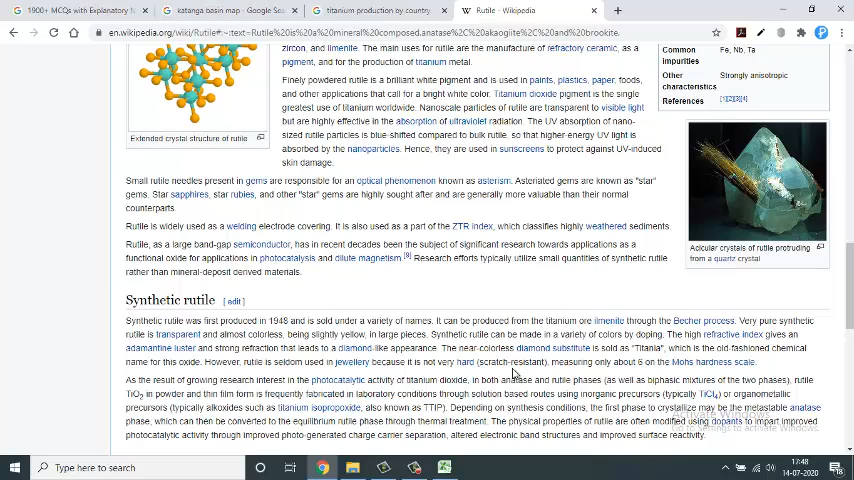 1900+ MCQs with Explanatory N
katanga basin map - Google Sea
titanium production by country
Rutile - Wikipedia
en.wikipedia.org/wiki/Rutile#:~:text=Rutile%20is%20a%20mineral%20composed.anatase%2C%20akaogiite%2C%20and%20brookite.
zircon, and ilmenite. The main uses for rutile are the manufacture of refractory ceramic, as a
pigment, and for the production of titanium metal.
Finely powdered rutile is a brilliant white pigment and is used in paints, plastics, paper, foods,
and other applications that call for a bright white color. Titanium dioxide pigment is the single
greatest use of titanium worldwide. Nanoscale particles of rutile are transparent to visible light
but are highly effective in the absorption of ultraviolet radiation. The UV absorption of nano-
sized rutile particles is blue-shifted compared to bulk rutile, so that higher-energy UV light is
absorbed by the nanoparticles. Hence, they are used in sunscreens to protect against UV-induced
skin damage.
Extended crystal structure of rutile
Common
impurities
Fe, Nb, Ta
Other
characteristics
Strongly anisotropic
References
[1][2][3][4]
Acicular crystals of rutile protruding
from a quartz crystal
Small rutile needles present in gems are responsible for an optical phenomenon known as asterism. Asteriated gems are known as "star"
gems. Star sapphires, star rubies, and other "star" gems are highly sought after and are generally more valuable than their normal
counterparts.
Rutile is widely used as a welding electrode covering. It is also used as a part of the ZTR index, which classifies highly weathered sediments.
Rutile, as a large band-gap semiconductor, has in recent decades been the subject of significant research towards applications as a
functional oxide for applications in photocatalysis and dilute magnetism.[9] Research efforts typically utilize small quantities of synthetic rutile
rather than mineral-deposit derived materials.
Synthetic rutile [ edit ]
Synthetic rutile was first produced in 1948 and is sold under a variety of names. It can be produced from the titanium ore ilmenite through the Becher process. Very pure synthetic
rutile is transparent and almost colorless, being slightly yellow, in large pieces. Synthetic rutile can be made in a variety of colors by doping. The high refractive index gives an
adamantine luster and strong refraction that leads to a diamond-like appearance. The near-colorless diamond substitute is sold as "Titania", which is the old-fashioned chemical
name for this oxide. However, rutile is seldom used in jewellery because it is not very hard (scratch-resistant), measuring only about 6 on the Mohs hardness scale.
As the result of growing research interest in the photocatalytic activity of titanium dioxide, in both anatase and rutile phases (as well as biphasic mixtures of the two phases), rutile
TiO2 in powder and thin film form is frequently fabricated in laboratory conditions through solution based routes using inorganic precursors (typically TiCl4) or organometallic
precursors (typically alkoxides such as titanium isopropoxide, also known as TTIP). Depending on synthesis conditions, the first phase to crystallize may be the metastable anatase
phase, which can then be converted to the equilibrium rutile phase through thermal treatment. The physical properties of rutile are often modified using dopants to impart improved
photocatalytic activity through improved photo-generated charge carrier separation, altered electronic band structures and improved surface reactivity.
Activate Windows
Go to Settings to activate Windows.
Type here to search
17:48
14-07-2020
18